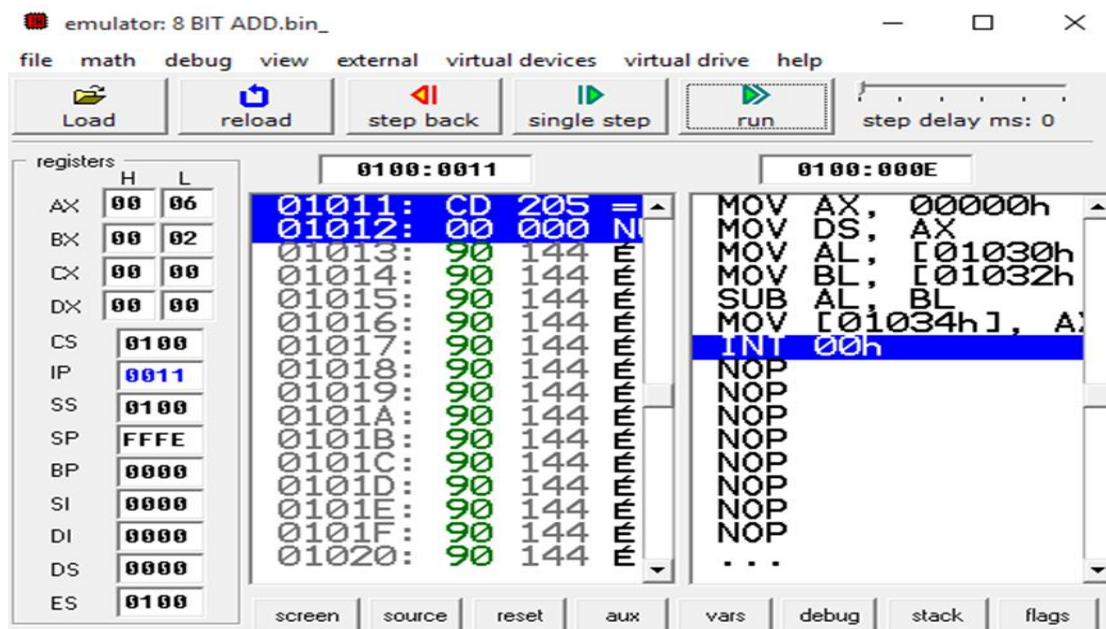 emulator: 8 BIT ADD.bin_
file math debug view external virtual devices virtual drive help
Load reload step back single step run step delay ms: 0
registers
H L
0100:0011 0100:000E
AX 00 06
BX 00 02
CX 00 00
DX 00 00
CS 0100
IP 0011
SS 0100
SP FFFE
BP 0000
SI 0000
DI 0000
DS 0000
ES 0100
01011: CD 205 =
01012: 00 000 NU
01013: 90 144 É
01014: 90 144 É
01015: 90 144 É
01016: 90 144 É
01017: 90 144 É
01018: 90 144 É
01019: 90 144 É
0101A: 90 144 É
0101B: 90 144 É
0101C: 90 144 É
0101D: 90 144 É
0101E: 90 144 É
0101F: 90 144 É
01020: 90 144 É
MOV AX, 00000h
MOV DS, AX
MOV AL, [01030h
MOV BL, [01032h
SUB AL, BL
MOV [01034h], A
INT 00h
NOP
NOP
NOP
NOP
NOP
NOP
NOP
NOP
...
screen source reset aux vars debug stack flags